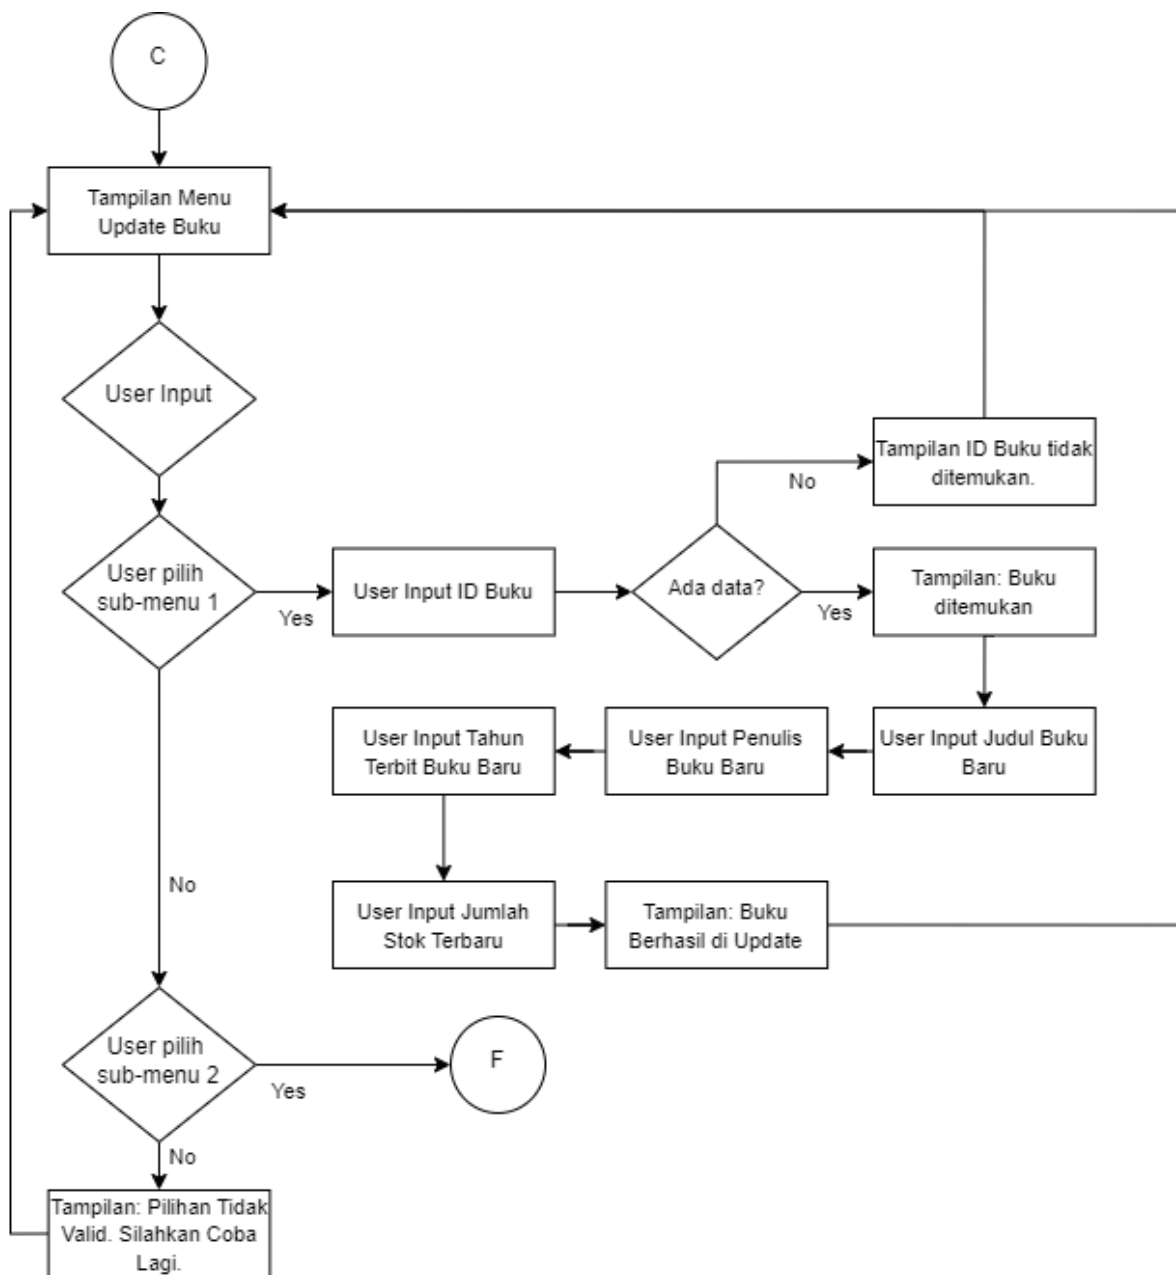 C
Tampilan Menu
Update Buku
User Input
User pilih
sub-menu 1
Yes
User Input ID Buku
Ada data?
No
Tampilan ID Buku tidak
ditemukan.
Yes
Tampilan: Buku
ditemukan
User Input Judul Buku
Baru
User Input Penulis
Buku Baru
User Input Tahun
Terbit Buku Baru
User Input Jumlah
Stok Terbaru
Tampilan: Buku
Berhasil di Update
No
User pilih
sub-menu 2
Yes
F
No
Tampilan: Pilihan Tidak
Valid. Silahkan Coba
Lagi.